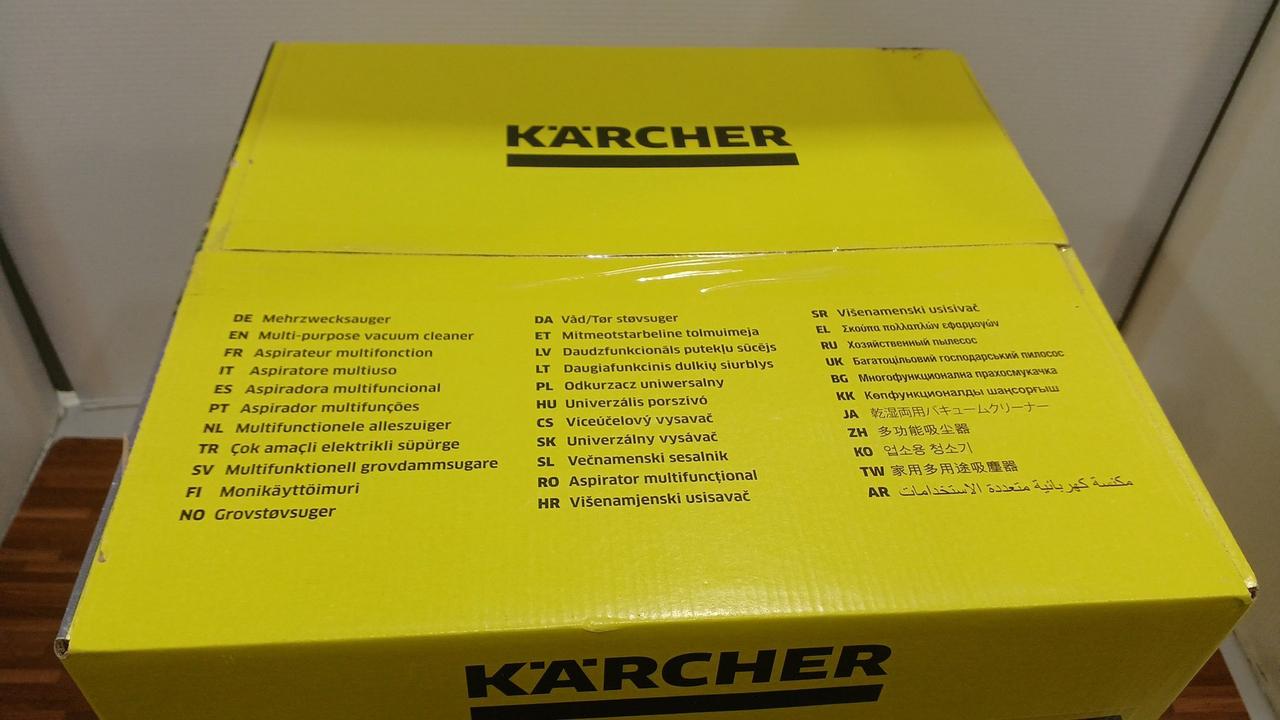 KÄRCHER
DE Mehrzwecksauger
EN Multi-purpose vacuum cleaner
FR Aspirateur multifonction
IT Aspiratore multiuso
ES Aspiradora multifuncional
PT Aspirador multifunções
NL Multifunctionele alleszuiger
TR Çok amaçli elektrikli süpürge
SV Multifunktionell grovdammsugare
FI Monikäyttöimuri
NO Grovstøvsuger
DA Våd/Tør støvsuger
ET Mitmeotstarbeline tolmuimeja
LV Daudzfunkcionāls putekļu sūcējs
LT Daugiafunkcinis dulkių siurblys
PL Odkurzacz uniwersalny
HU Univerzális porszívó
CS Víceúčelový vysavač
SK Univerzálny vysávač
SL Večnamenski sesalnik
RO Aspirator multifuncţional
HR Višenamjenski usisavač
SR Višenamenski usisivač
EL Σκούπα πολλαπλών εφαρμογών
RU Хозяйственный пылесос
UK Багатоцільовий господарський пилосос
BG Многофункционална прахосмукачка
KK Көпфункционалды шаңсорғыш
JA 乾湿両用バキュームクリーナー
ZH 多功能吸尘器
KO 업소용 청소기
TW 家用多用途吸塵器
AR مكنسة كهربائية متعددة الاستخدامات
KÄRCHER